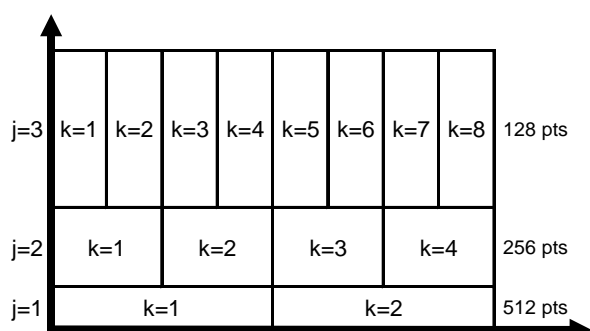 j=3 k=1 k=2 k=3 k=4 k=5 k=6 k=7 k=8 128 pts
j=2 k=1 k=2 k=3 k=4 256 pts
j=1 k=1 k=2 512 pts